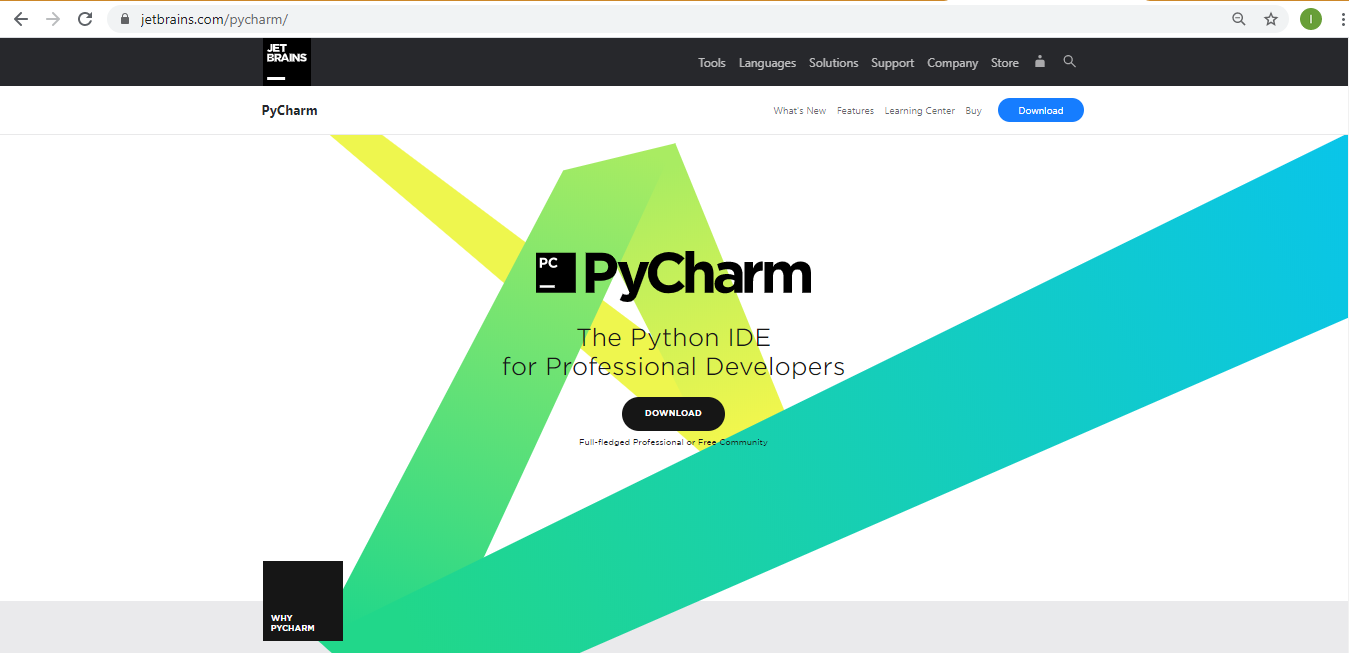 jetbrains.com/pycharm/
I
JET
BRAINS
Tools Languages Solutions Support Company Store
PyCharm
What's New Features Learning Center Buy Download
PC
PyCharm
The Python IDE
for Professional Developers
DOWNLOAD
Full-fledged Professional or Free Community
WHY
PYCHARM